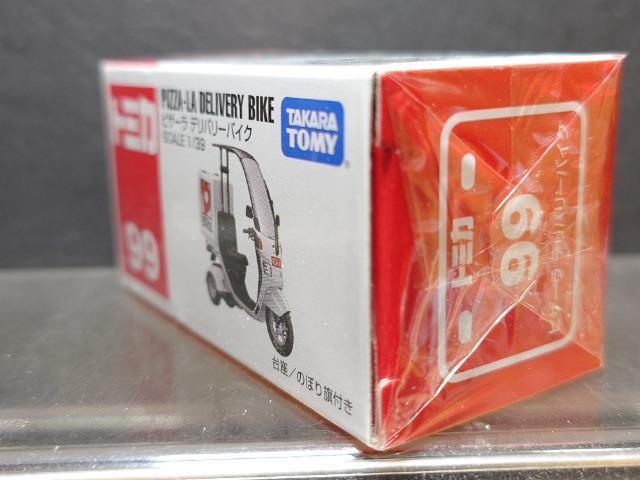 トミカ
99
PIZZA-LA DELIVERY BIKE
ピザーラ デリバリーバイク
SCALE 1/39
TAKARA
TOMY
台座/のぼり旗付き
トミカ
99